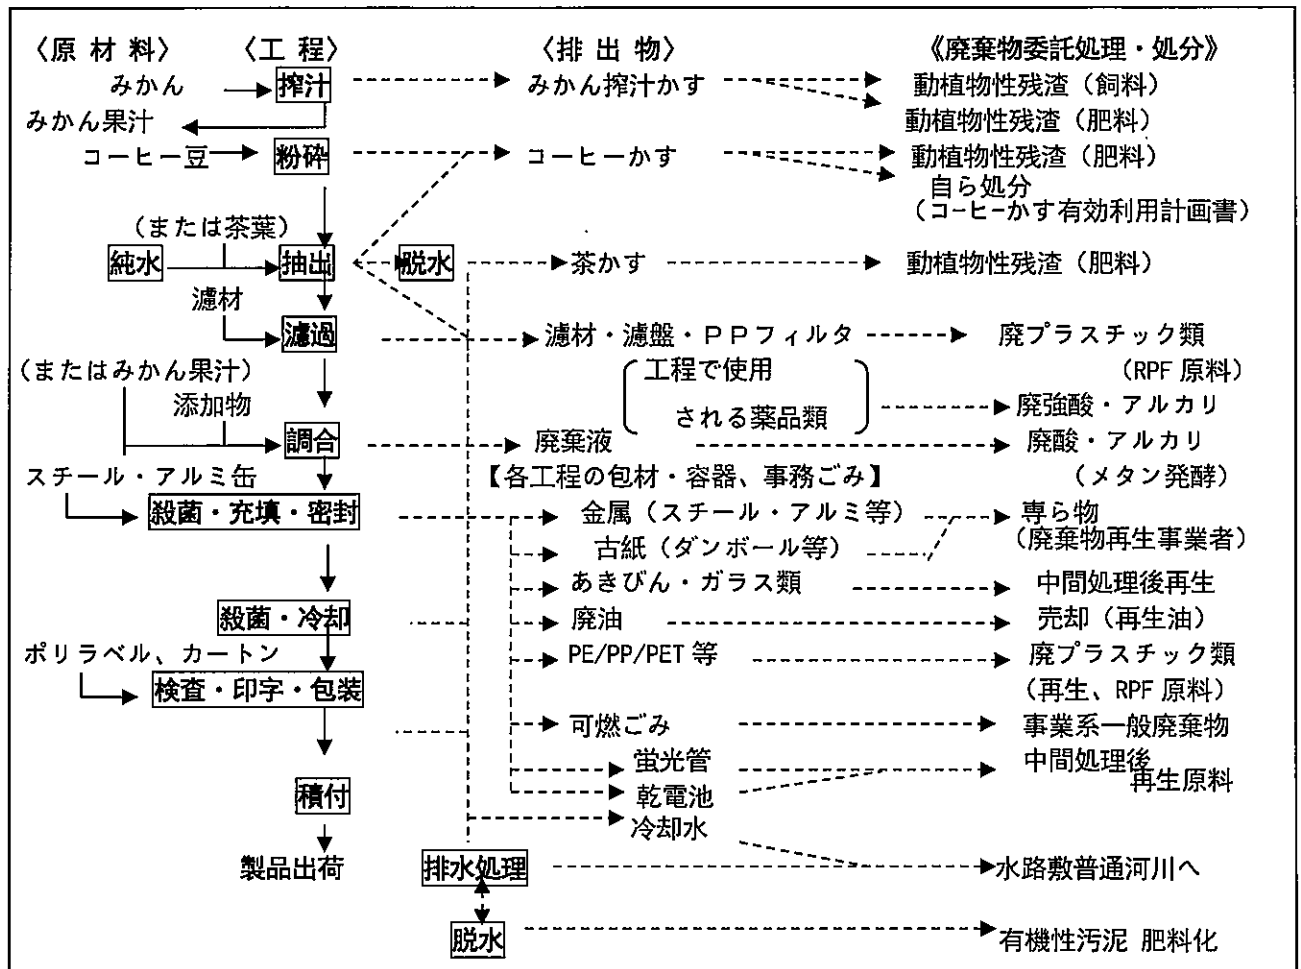 〈原 材 料〉 〈工 程〉 〈排 出 物〉 《廃棄物委託処理・処分》
みかん 搾汁 みかん搾汁かす 動植物性残渣（飼料）
みかん果汁 動植物性残渣（肥料）
コーヒー豆 粉砕 コーヒーかす 動植物性残渣（肥料）
自ら処分
（コーヒーかす有効利用計画書）
（または茶葉）
純水 抽出 脱水 茶かす 動植物性残渣（肥料）
濾材
濾過 濾材・濾盤・ＰＰフィルタ 廃プラスチック類
（またはみかん果汁） 工程で使用 （RPF 原料）
添加物 される薬品類 廃強酸・アルカリ
調合 廃棄液 廃酸・アルカリ
スチール・アルミ缶 【各工程の包材・容器、事務ごみ】 （メタン発酵）
殺菌・充填・密封 金属（スチール・アルミ等） 専ら物
古紙（ダンボール等） （廃棄物再生事業者）
あきびん・ガラス類 中間処理後再生
殺菌・冷却 廃油 売却（再生油）
ポリラベル、カートン PE/PP/PET 等 廃プラスチック類
検査・印字・包装 （再生、RPF 原料）
可燃ごみ 事業系一般廃棄物
蛍光管 中間処理後
再生原料
積付 乾電池
冷却水
製品出荷 排水処理 水路敷普通河川へ
脱水 有機性汚泥 肥料化